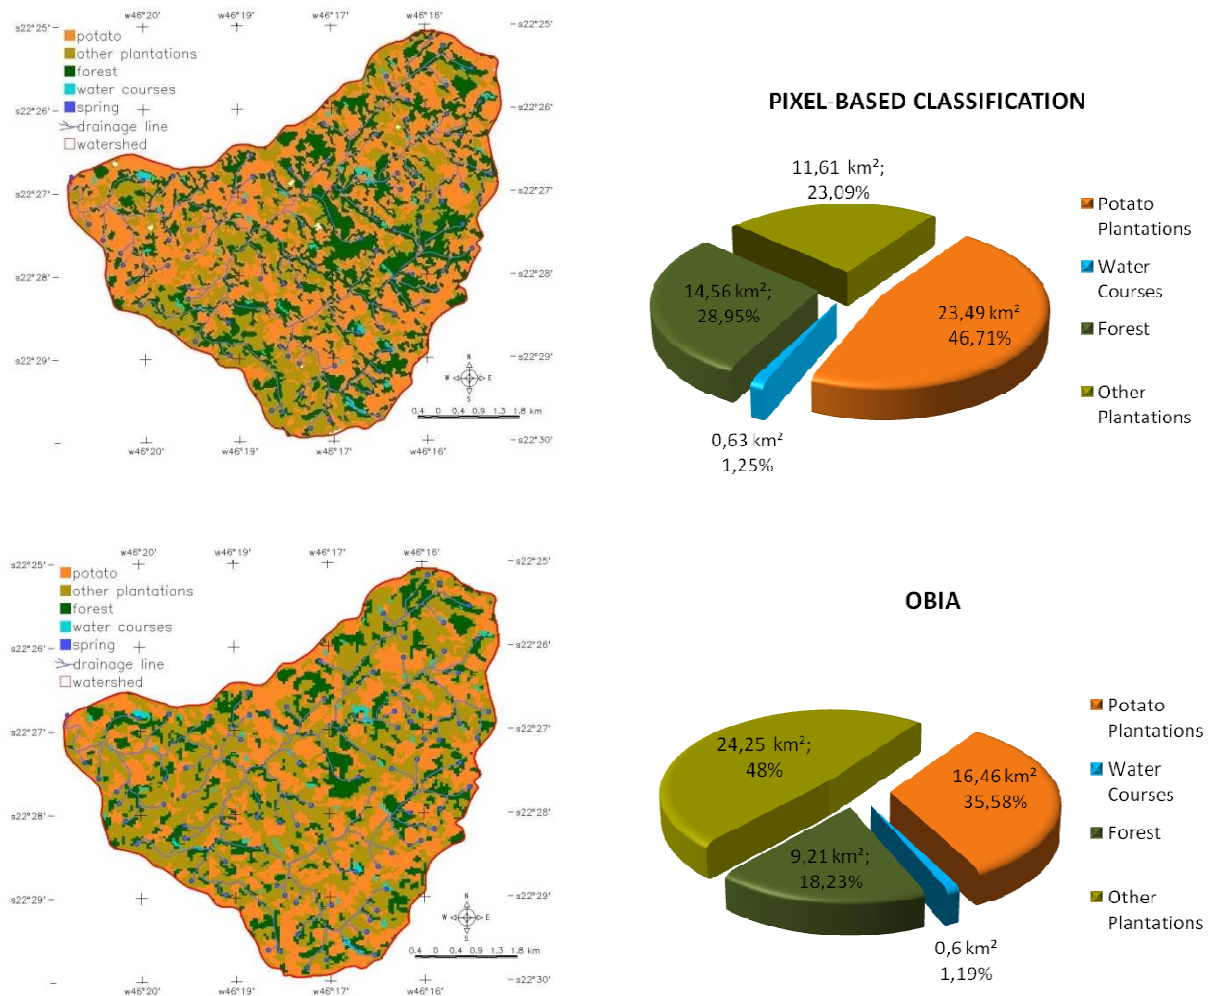 w46°20'
w46°19'
w46°17'
w46°16'
s22°25'
s22°25'
potato
other plantations
forest
water courses
spring
drainage line
watershed
s22°26'
s22°26'
s22°27'
s22°27'
s22°28'
s22°28'
s22°29'
s22°29'
N
W E
S
0.4 0 0.4 0.9 1.3 1.8 km
s22°30'
w46°20'
w46°19'
w46°17'
w46°16'
PIXEL-BASED CLASSIFICATION
11,61 km²;
23,09%
14,56 km²;
28,95%
23,49 km²
46,71%
0,63 km²
1,25%
Potato
Plantations
Water
Courses
Forest
Other
Plantations
w46°20'
w46°19'
w46°17'
w46°16'
s22°25'
s22°25'
potato
other plantations
forest
water courses
spring
drainage line
watershed
s22°26'
s22°26'
s22°27'
s22°27'
s22°28'
s22°28'
s22°29'
s22°29'
N
W E
S
0.4 0 0.4 0.9 1.3 1.8 km
s22°30'
w46°20'
w46°19'
w46°17'
w46°16'
OBIA
24,25 km²;
48%
16,46 km²
35,58%
9,21 km²;
18,23%
0,6 km²
1,19%
Potato
Plantations
Water
Courses
Forest
Other
Plantations